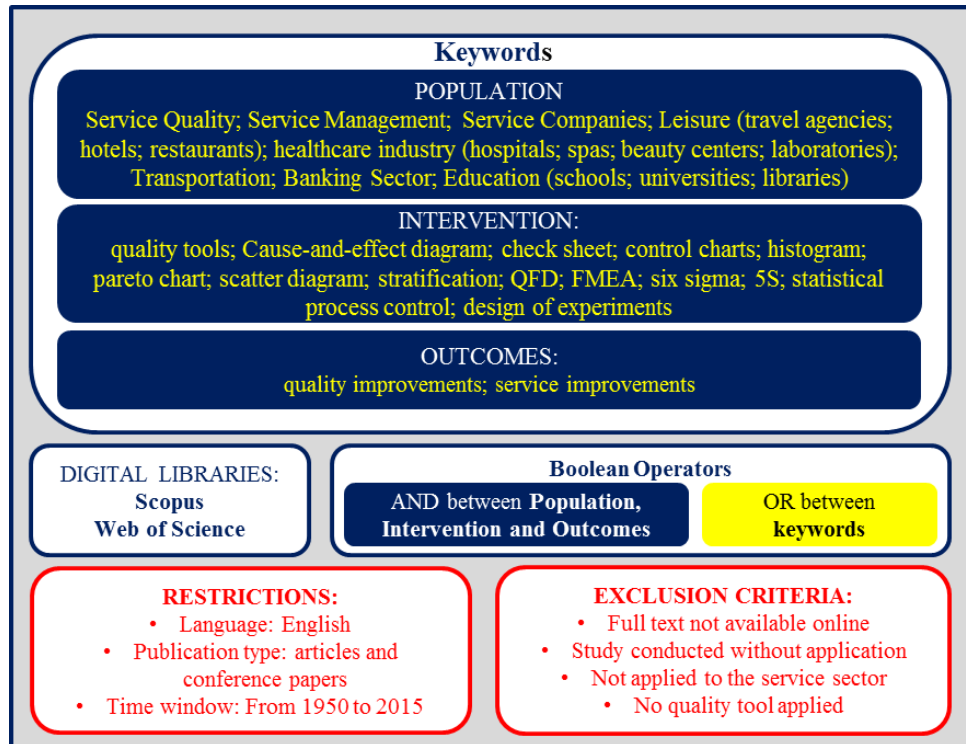 Keywords
POPULATION
Service Quality; Service Management; Service Companies; Leisure (travel agencies;
hotels; restaurants); healthcare industry (hospitals; spas; beauty centers; laboratories);
Transportation; Banking Sector; Education (schools; universities; libraries)
INTERVENTION:
quality tools; Cause-and-effect diagram; check sheet; control charts; histogram;
pareto chart; scatter diagram; stratification; QFD; FMEA; six sigma; 5S; statistical
process control; design of experiments
OUTCOMES:
quality improvements; service improvements
DIGITAL LIBRARIES:
Scopus
Web of Science
Boolean Operators
AND between Population,
Intervention and Outcomes
OR between
keywords
RESTRICTIONS:
• Language: English
• Publication type: articles and
conference papers
• Time window: From 1950 to 2015
EXCLUSION CRITERIA:
• Full text not available online
• Study conducted without application
• Not applied to the service sector
• No quality tool applied